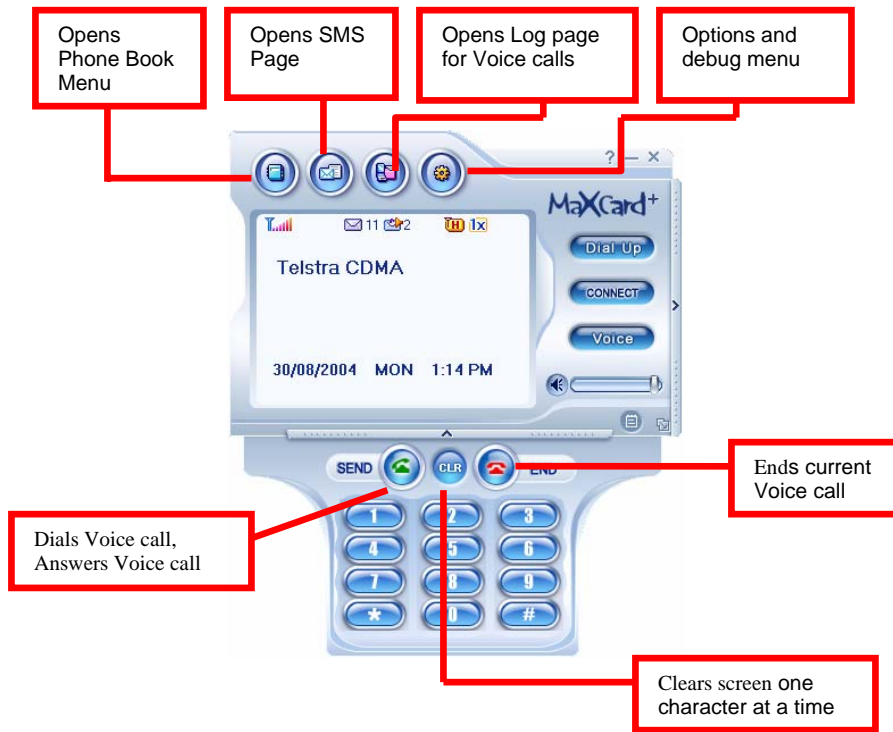 Opens
Phone Book
Menu
Opens SMS
Page
Opens Log page
for Voice calls
Options and
debug menu
? — ×
MaXCard+
11 2 H 1x
Dial Up
Telstra CDMA
CONNECT
Voice
30/08/2004 MON 1:14 PM
SEND CLR END
Ends current
Voice call
Dials Voice call,
Answers Voice call
1 2 3
4 5 6
7 8 9
* 0 #
Clears screen one
character at a time